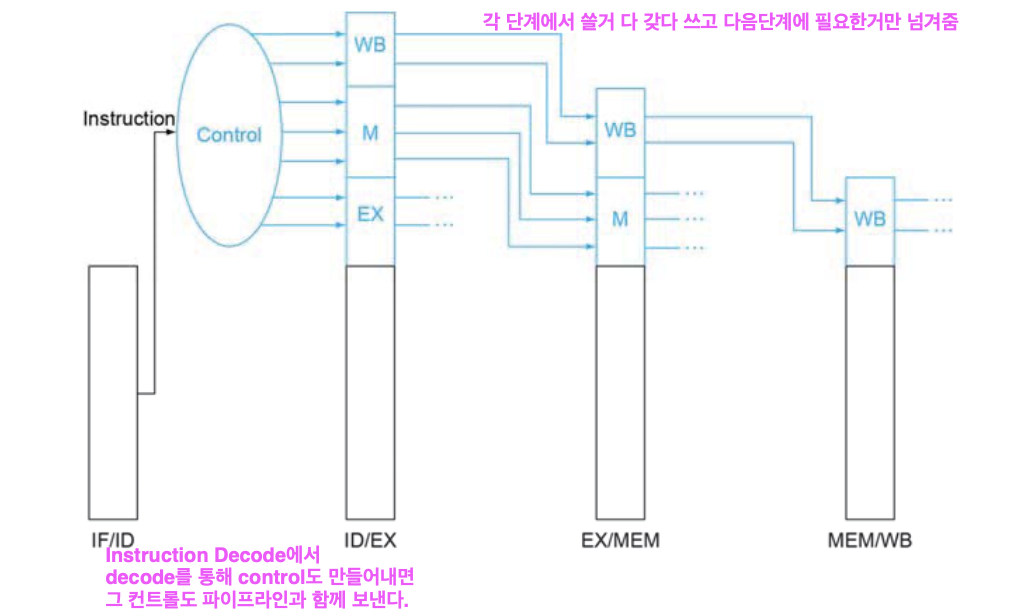 각 단계에서 쓸거 다 갖다 쓰고 다음단계에 필요한거만 넘겨줌
WB
Instruction
Control
M
WB
EX
M
WB
IF/ID
ID/EX
EX/MEM
MEM/WB
Instruction Decode에서
decode를 통해 control도 만들어내면
그 컨트롤도 파이프라인과 함께 보낸다.